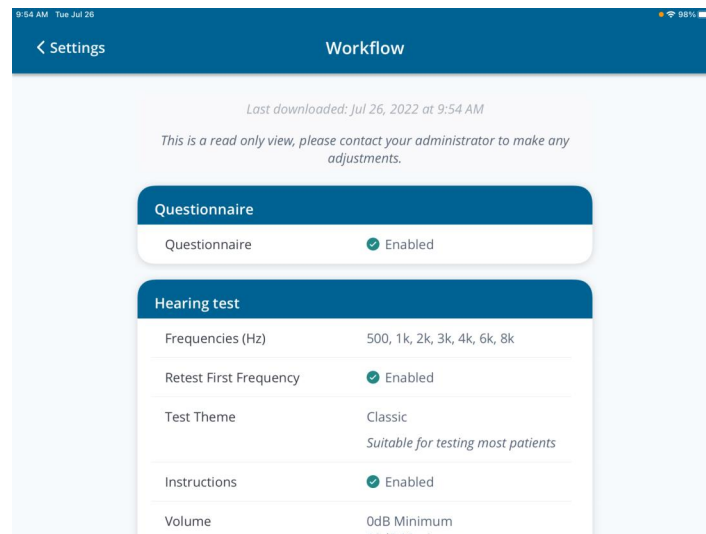 9:54 AM Tue Jul 26
98%
Settings
Workflow
Last downloaded: Jul 26, 2022 at 9:54 AM
This is a read only view, please contact your administrator to make any
adjustments.
Questionnaire
Questionnaire
Enabled
Hearing test
Frequencies (Hz)
500, 1k, 2k, 3k, 4k, 6k, 8k
Retest First Frequency
Enabled
Test Theme
Classic
Suitable for testing most patients
Instructions
Enabled
Volume
0dB Minimum